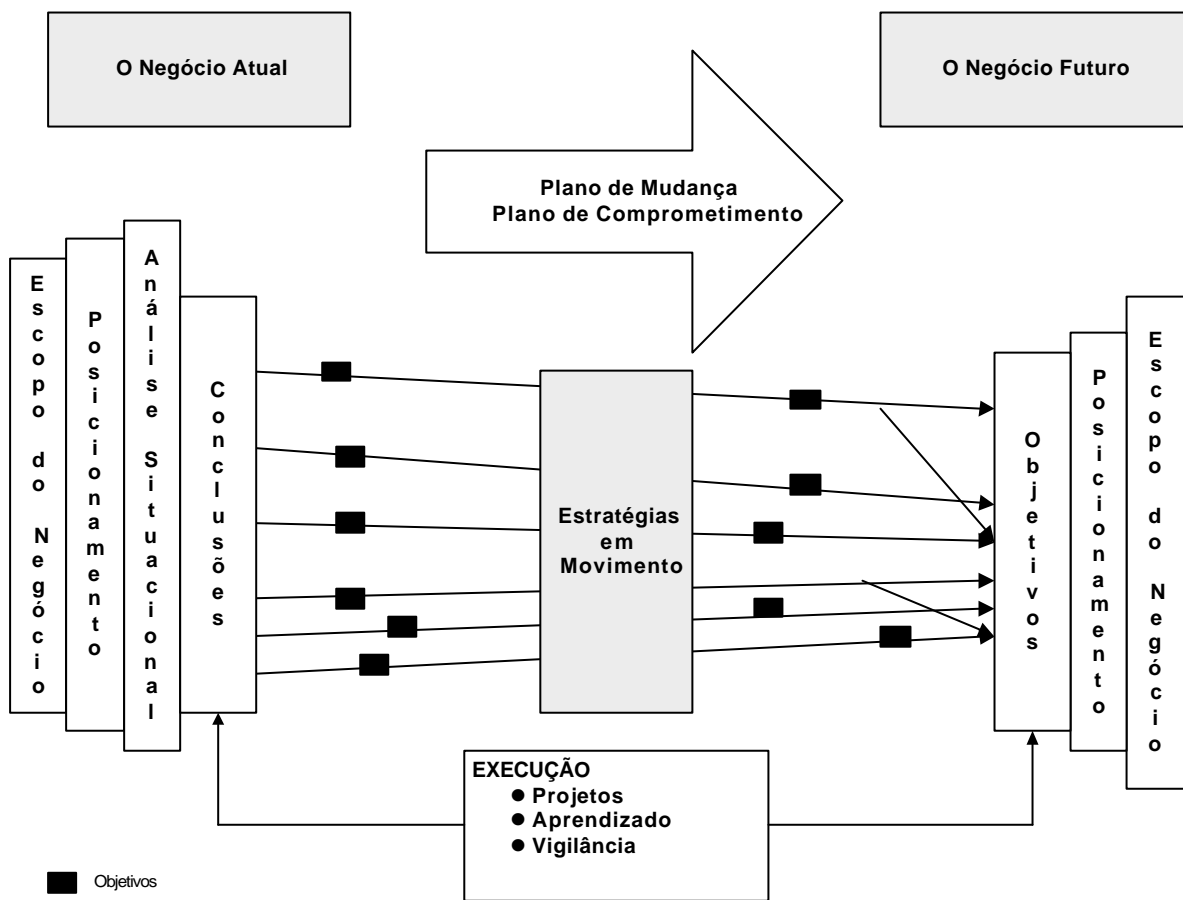 O Negócio Atual
O Negócio Futuro
Plano de Mudança
Plano de Comprometimento
Escopo do Negócio
Posicionamento
Análise Situacional
Conclusões
Estratégias
em
Movimento
Objetivos
Posicionamento
Escopo do Negócio
EXECUÇÃO
● Projetos
● Aprendizado
● Vigilância
Objetivos